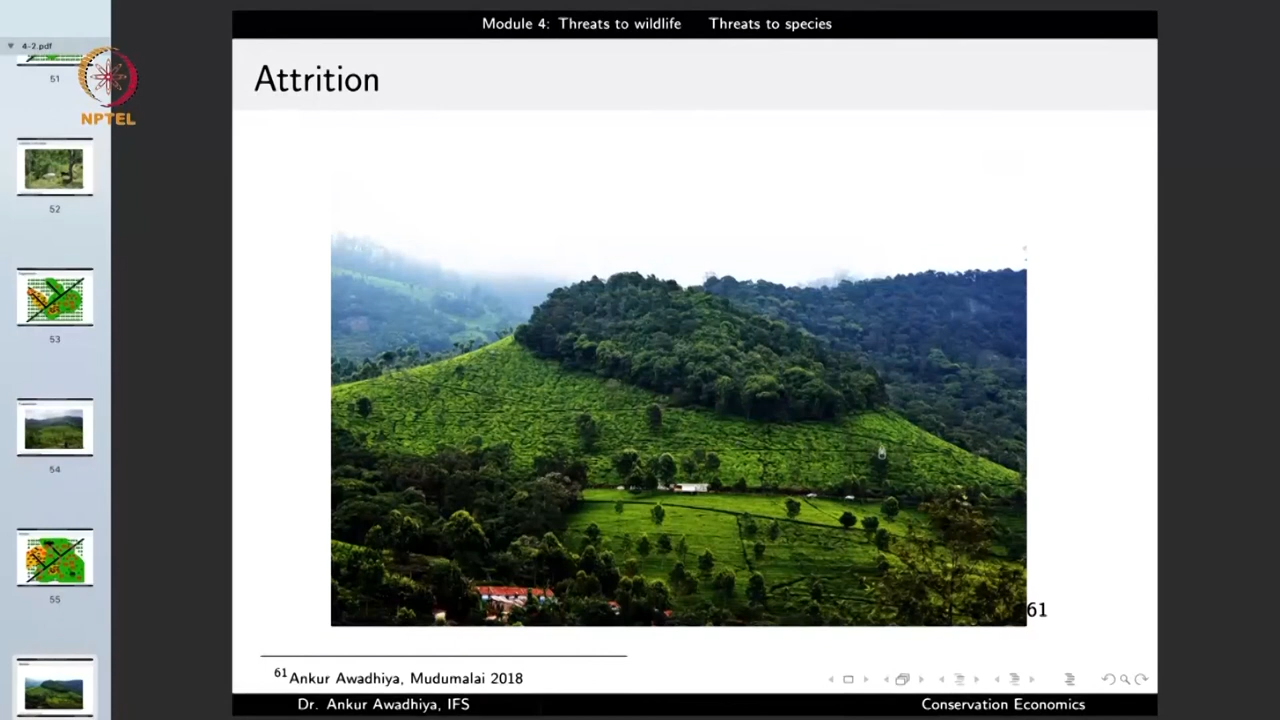 Module 4: Threats to wildlife Threats to species
4-2.pdf
51
NPTEL
Attrition
52
53
54
55
61
61 Ankur Awadhiya, Mudumalai 2018
Dr. Ankur Awadhiya, IFS Conservation Economics